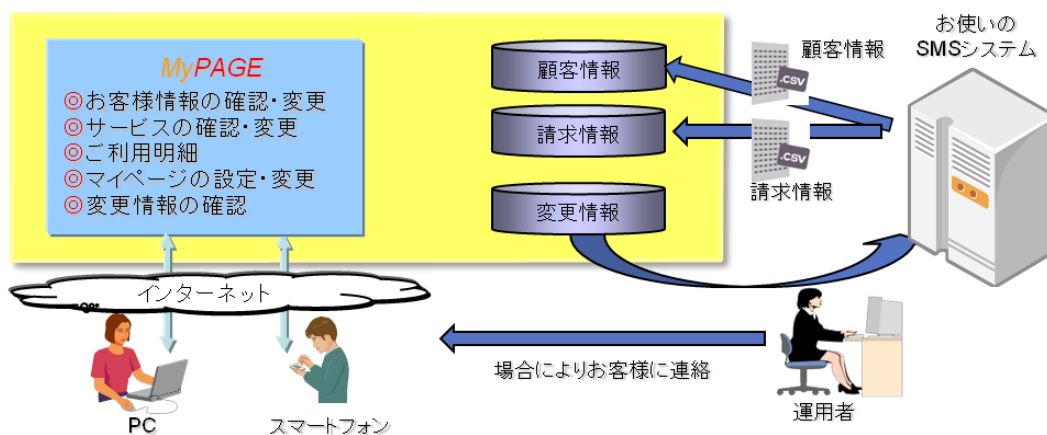 MyPAGE
◎お客様情報の確認・変更
◎サービスの確認・変更
◎ご利用明細
◎マイページの設定・変更
◎変更情報の確認
顧客情報
請求情報
変更情報
顧客情報
.CSV
.CSV
請求情報
お使いの
SMSシステム
インターネット
PC
スマートフォン
場合によりお客様に連絡
運用者